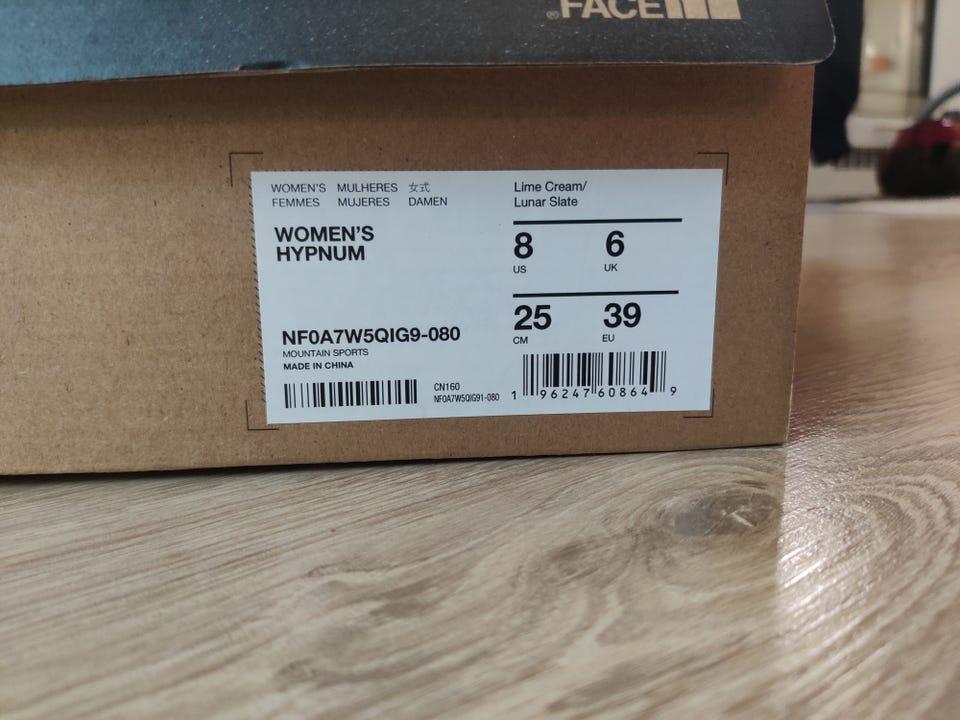 ®FACE
WOMEN'S MULHERES 女式
FEMMES MUJERES DAMEN
WOMEN'S
HYPNUM
NF0A7W5QIG9-080
MOUNTAIN SPORTS
MADE IN CHINA
CN160
NF0A7W5QIG91-080
Lime Cream/
Lunar Slate
8 6
US UK
25 39
CM EU
1 96247 60864 9